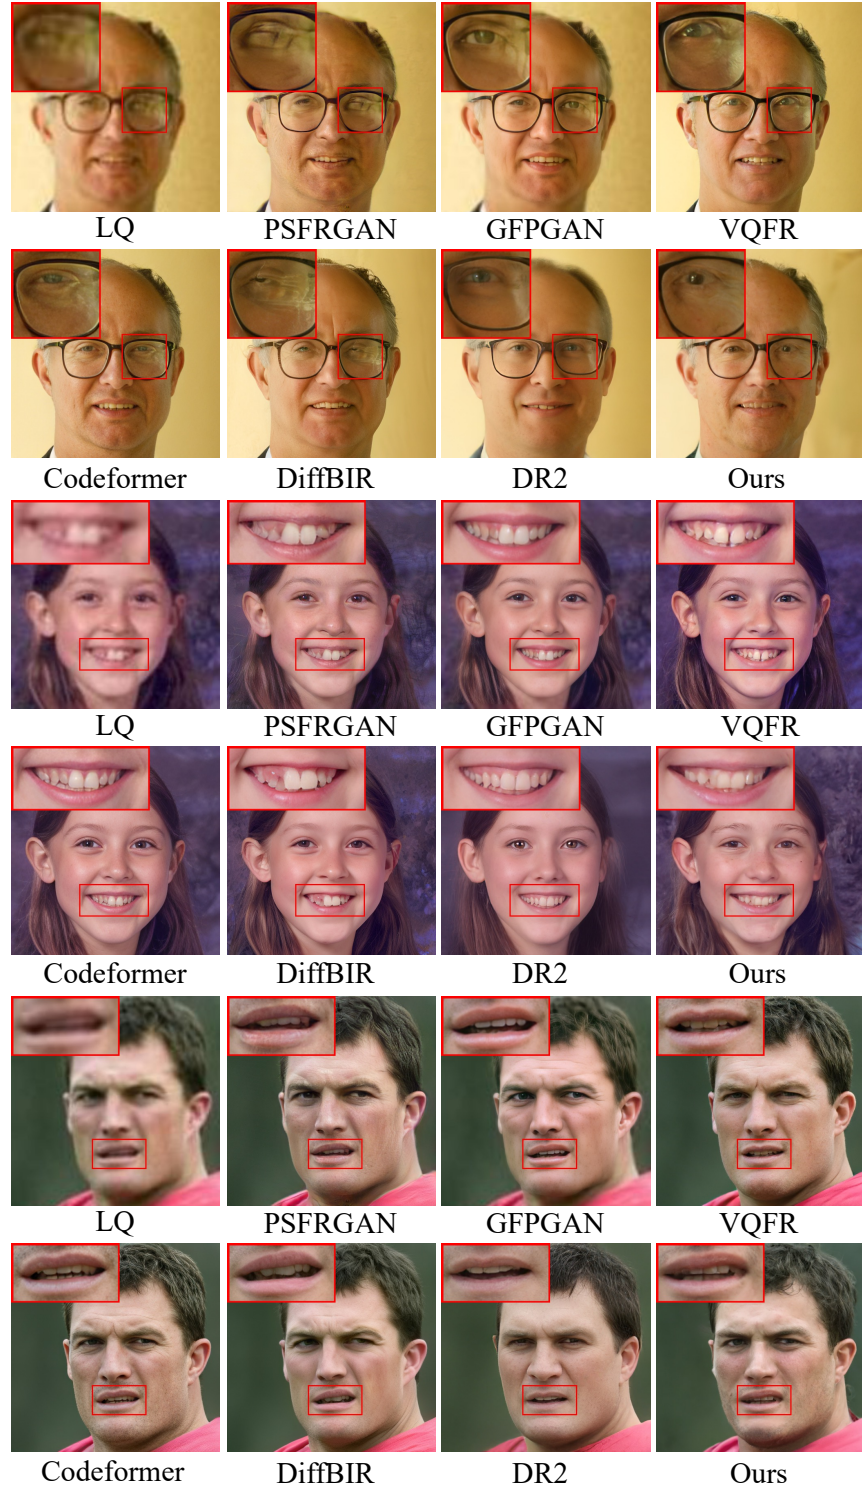 LQ PSFRGAN GFPGAN VQFR
Codeformer DiffBIR DR2 Ours
LQ PSFRGAN GFPGAN VQFR
Codeformer DiffBIR DR2 Ours
LQ PSFRGAN GFPGAN VQFR
Codeformer DiffBIR DR2 Ours